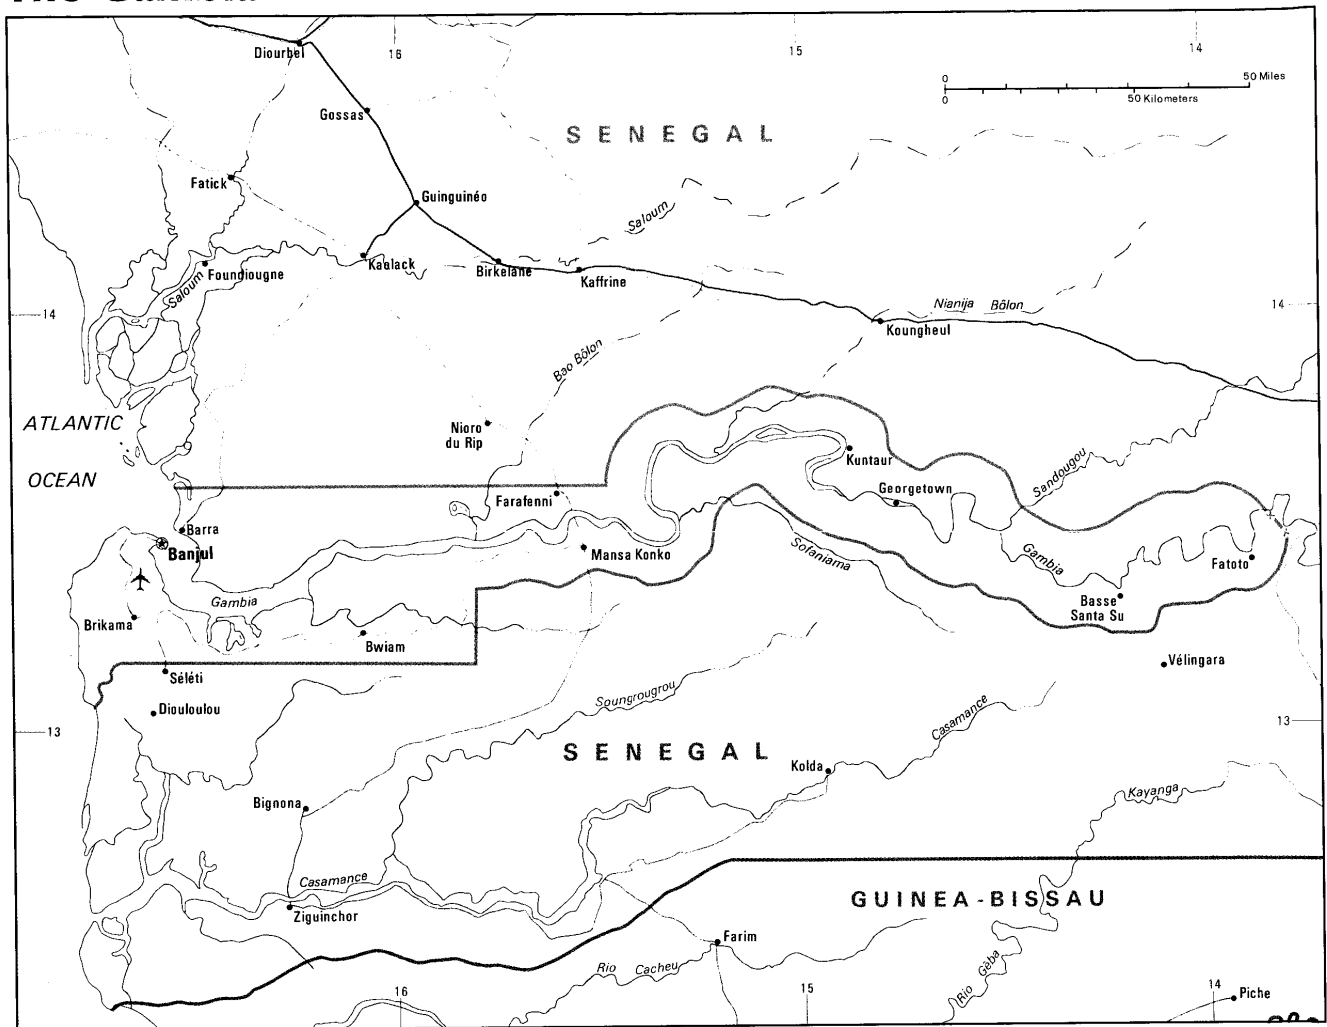 16
15
14
Diourbel
0 50 Miles
0 50 Kilometers
Gossas
SENEGAL
Fatick
Guinguinéo
Saloum
Kaolack
Foundiougne
Birkelane
Kaffrine
Saloum
14
14
Nianija Bôlon
Koungheul
Bao Bôlon
ATLANTIC
OCEAN
Nioro
du Rip
Kuntaur
Sandougou
Farafenni
Georgetown
Barra
Banjul
Mansa Konko
Sofaniama
Gambia
Fatoto
Gambia
Basse
Santa Su
Brikama
Bwiam
Séléti
Vélingara
Diouloulou
Soungrougrou
Casamance
13
13
SENEGAL
Kolda
Bignona
Kayanga
Casamance
GUINEA-BISSAU
Ziguinchor
Farim
Rio Cacheu
Rio Gêba
16
15
14
Piche